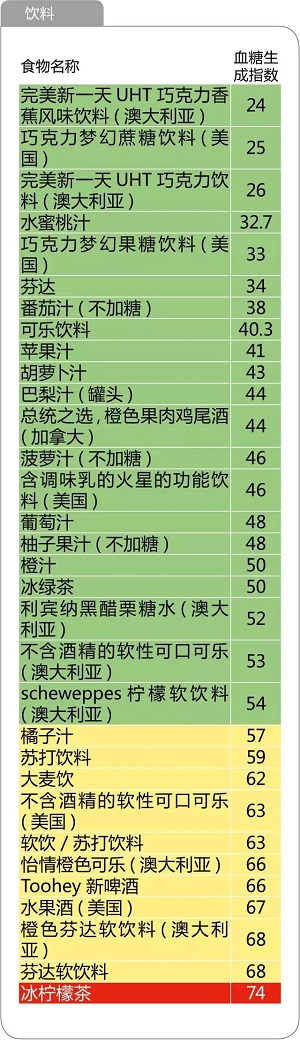 饮料
食物名称
血糖生
成指数
完美新一天 UHT 巧克力香
蕉风味饮料 ( 澳大利亚 )
24
巧克力梦幻蔗糖饮料 ( 美
国 )
25
完美新一天 UHT 巧克力饮
料 ( 澳大利亚 )
26
水蜜桃汁
32.7
巧克力梦幻果糖饮料 ( 美
国 )
33
芬达
34
番茄汁 ( 不加糖 )
38
可乐饮料
40.3
苹果汁
41
胡萝卜汁
43
巴梨汁 ( 罐头 )
44
总统之选 , 橙色果肉鸡尾酒
( 加拿大 )
44
菠萝汁 ( 不加糖 )
46
含调味乳的火星的功能饮
料 ( 美国 )
46
葡萄汁
48
柚子果汁 ( 不加糖 )
48
橙汁
50
冰绿茶
50
利宾纳黑醋栗糖水 ( 澳大
利亚 )
52
不含酒精的软性可口可乐
( 澳大利亚 )
53
scheweppes 柠檬软饮料
( 澳大利亚 )
54
橘子汁
57
苏打饮料
59
大麦饮
62
不含酒精的软性可口可乐
( 美国 )
63
软饮 / 苏打饮料
63
怡情橙色可乐 ( 澳大利亚 )
66
Toohey 新啤酒
66
水果酒 ( 美国 )
67
橙色芬达软饮料 ( 澳大利
亚 )
68
芬达软饮料
68
冰柠檬茶
74